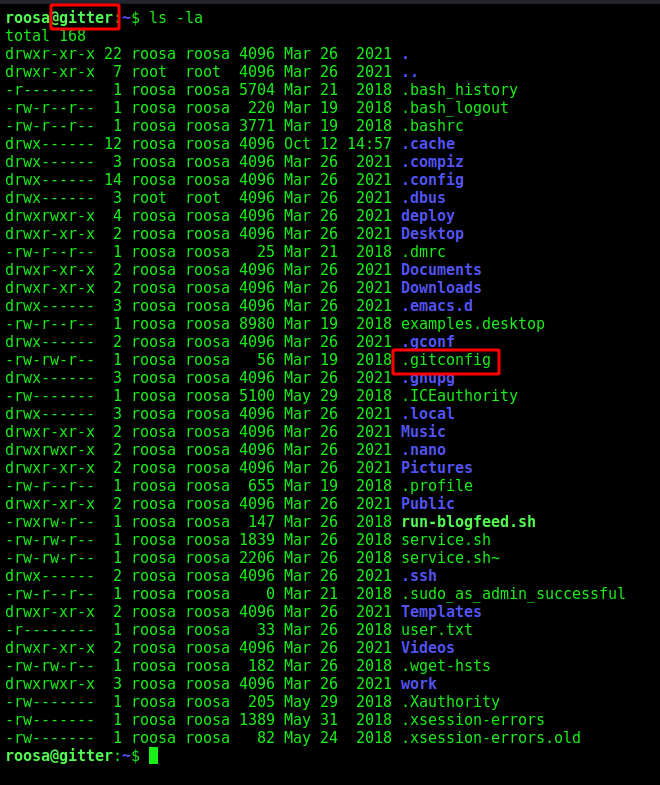 roosa@gitter:~$ ls -la
total 168
drwxr-xr-x 22 roosa roosa 4096 Mar 26  2021 .
drwxr-xr-x  7 root  root  4096 Mar 26  2021 ..
-r--------  1 roosa roosa 5704 Mar 21  2018 .bash_history
-rw-r--r--  1 roosa roosa  220 Mar 19  2018 .bash_logout
-rw-r--r--  1 roosa roosa 3771 Mar 19  2018 .bashrc
drwx------ 12 roosa roosa 4096 Oct 12 14:57 .cache
drwx------  3 roosa roosa 4096 Mar 26  2021 .compiz
drwx------ 14 roosa roosa 4096 Mar 26  2021 .config
drwx------  3 root  root  4096 Mar 26  2021 .dbus
drwxrwxr-x  4 roosa roosa 4096 Mar 26  2021 deploy
drwxr-xr-x  2 roosa roosa 4096 Mar 26  2021 Desktop
-rw-r--r--  1 roosa roosa   25 Mar 21  2018 .dmrc
drwxr-xr-x  2 roosa roosa 4096 Mar 26  2021 Documents
drwxr-xr-x  2 roosa roosa 4096 Mar 26  2021 Downloads
drwx------  3 roosa roosa 4096 Mar 26  2021 .emacs.d
-rw-r--r--  1 roosa roosa 8980 Mar 19  2018 examples.desktop
drwx------  2 roosa roosa 4096 Mar 26  2021 .gconf
-rw-rw-r--  1 roosa roosa   56 Mar 19  2018 .gitconfig
drwx------  3 roosa roosa 4096 Mar 26  2021 .gnupg
-rw-------  1 roosa roosa 5100 May 29  2018 .ICEauthority
drwx------  3 roosa roosa 4096 Mar 26  2021 .local
drwxr-xr-x  2 roosa roosa 4096 Mar 26  2021 Music
drwxrwxr-x  2 roosa roosa 4096 Mar 26  2021 .nano
drwxr-xr-x  2 roosa roosa 4096 Mar 26  2021 Pictures
-rw-r--r--  1 roosa roosa  655 Mar 19  2018 .profile
drwxr-xr-x  2 roosa roosa 4096 Mar 26  2021 Public
-rwxrw-r--  1 roosa roosa  147 Mar 26  2018 run-blogfeed.sh
-rw-rw-r--  1 roosa roosa 1839 Mar 26  2018 service.sh
-rw-rw-r--  1 roosa roosa 2206 Mar 26  2018 service.sh~
drwx------  2 roosa roosa 4096 Mar 26  2021 .ssh
-rw-r--r--  1 roosa roosa    0 Mar 21  2018 .sudo_as_admin_successful
drwxr-xr-x  2 roosa roosa 4096 Mar 26  2021 Templates
-r--------  1 roosa roosa   33 Mar 26  2018 user.txt
drwxr-xr-x  2 roosa roosa 4096 Mar 26  2021 Videos
-rw-rw-r--  1 roosa roosa  182 Mar 26  2018 .wget-hsts
drwxrwxr-x  3 roosa roosa 4096 Mar 26  2021 work
-rw-------  1 roosa roosa  205 May 29  2018 .Xauthority
-rw-------  1 roosa roosa 1389 May 31  2018 .xsession-errors
-rw-------  1 roosa roosa   82 May 24  2018 .xsession-errors.old
roosa@gitter:~$